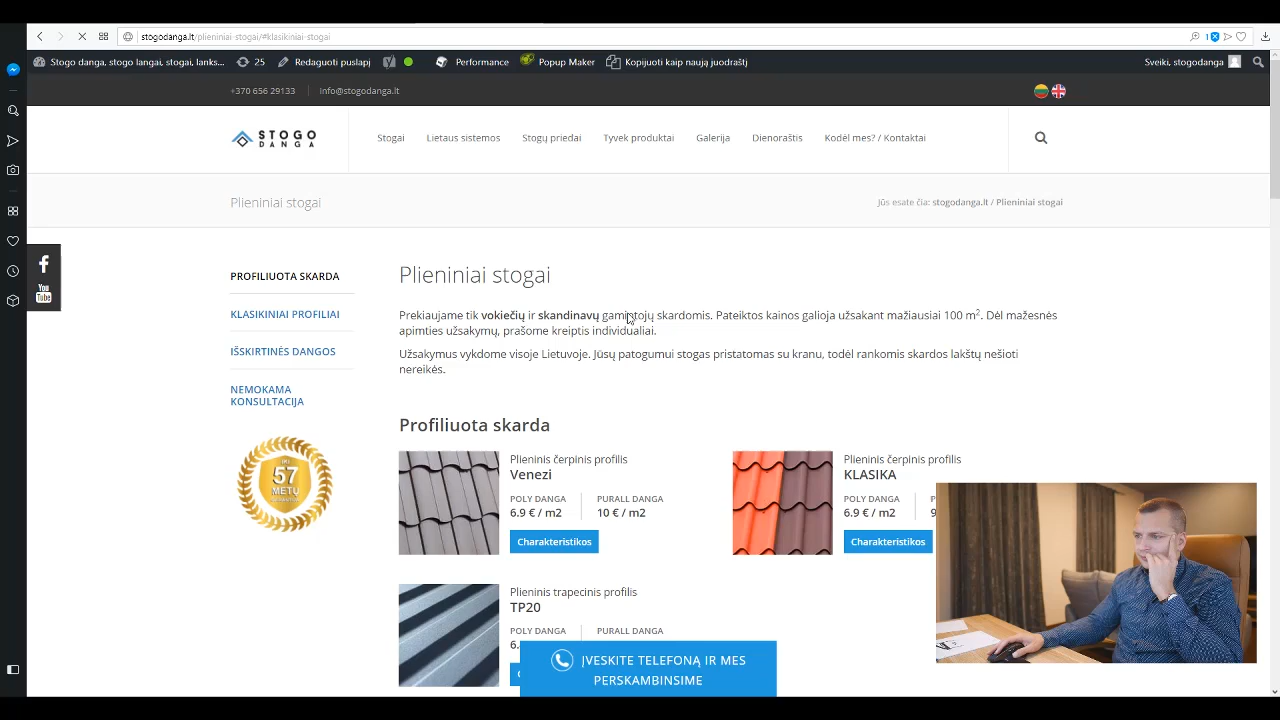 stogodanga.lt/plieniniai-stogai/#klasikiniai-stogai
1
Stogo danga, stogo langai, stogai, lanks... 25 Redaguoti puslapį Performance Popup Maker Kopijuoti kaip naują juodraštį Sveiki, stogodanga
+370 656 29133 info@stogodanga.lt
STOGO
DANGA
Stogai Lietaus sistemos Stogų priedai Tyvek produktai Galerija Dienoraštis Kodėl mes? / Kontaktai
Plieniniai stogai
Jūs esate čia: stogodanga.lt / Plieniniai stogai
You
Tube
PROFILIUOTA SKARDA
KLASIKINIAI PROFILIAI
IŠSKIRTINĖS DANGOS
NEMOKAMA
KONSULTACIJA
57
METŲ
Plieniniai stogai
Prekiaujame tik vokiečių ir skandinavų gamintojų skardomis. Pateiktos kainos galioja užsakant mažiausiai 100 m². Dėl mažesnės
apimties užsakymų, prašome kreiptis individualiai.
Užsakymus vykdome visoje Lietuvoje. Jūsų patogumui stogas pristatomas su kranu, todėl rankomis skardos lakštų nešioti
nereikės.
Profiliuota skarda
Plieninis čerpinis profilis
Venezi
POLY DANGA PURALL DANGA
6.9 € / m2 10 € / m2
Charakteristikos
Plieninis čerpinis profilis
KLASIKA
POLY DANGA P
6.9 € / m2 9
Charakteristikos
Plieninis trapecinis profilis
TP20
POLY DANGA PURALL DANGA
6.
ĮVESKITE TELEFONĄ IR MES
PERSKAMBINSIME